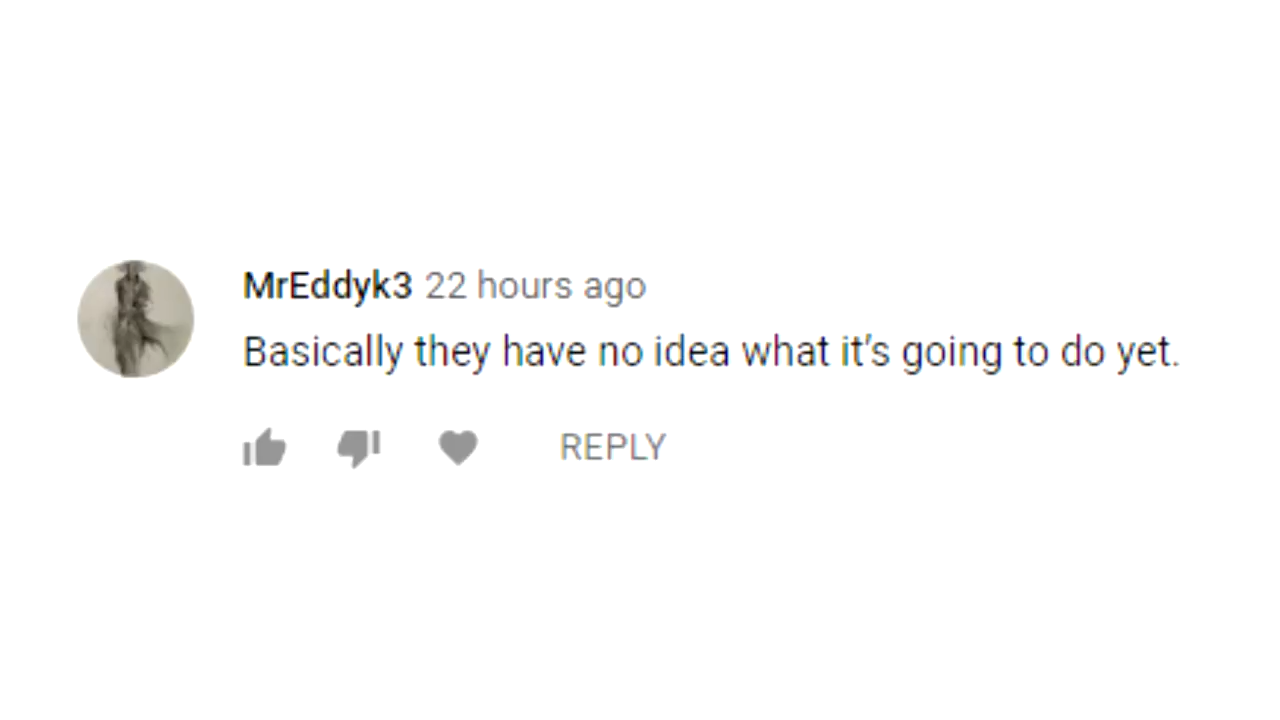 MrEddyk3 22 hours ago
Basically they have no idea what it's going to do yet.
REPLY